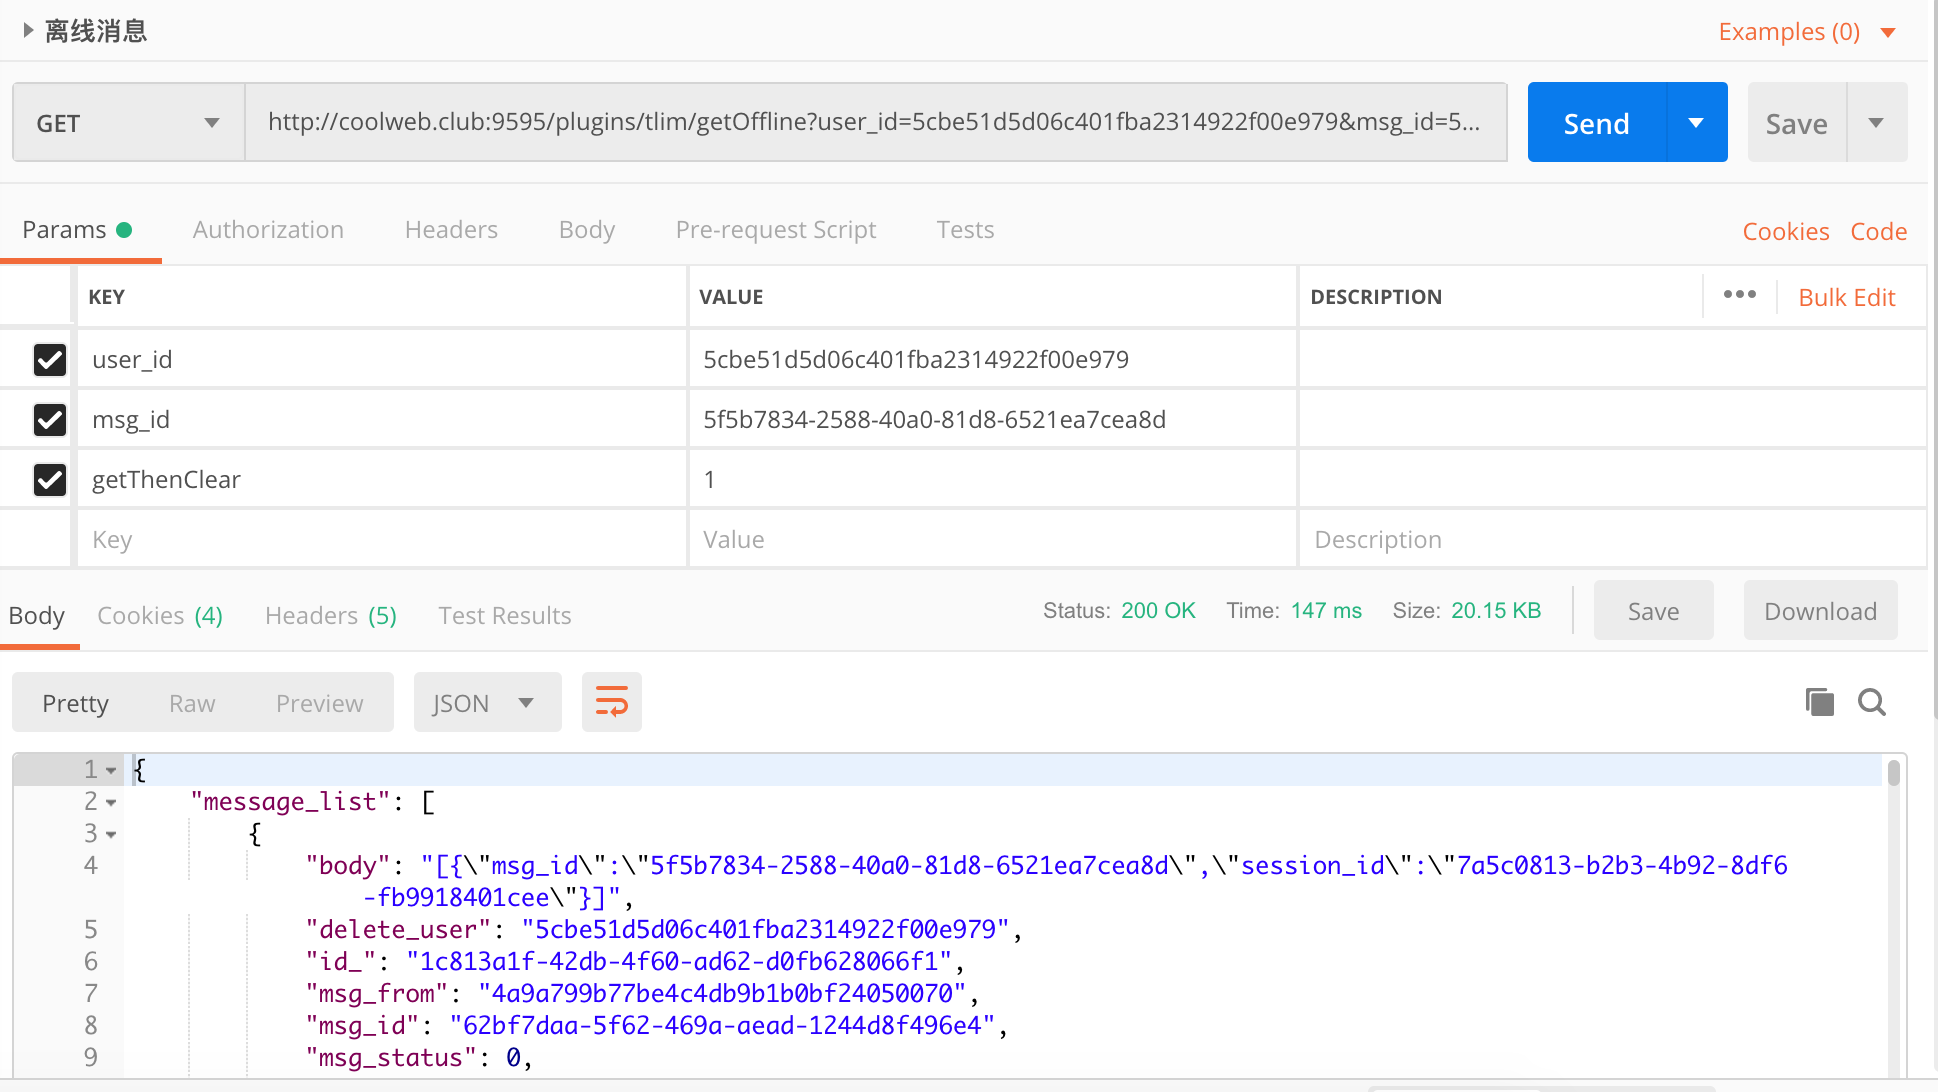 离线消息
Examples (0)
GET
http://coolweb.club:9595/plugins/tlim/getOffline?user_id=5cbe51d5d06c401fba2314922f00e979&msg_id=5...
Send
Save
Params
Authorization
Headers
Body
Pre-request Script
Tests
Cookies
Code
KEY
VALUE
DESCRIPTION
Bulk Edit
user_id
5cbe51d5d06c401fba2314922f00e979
msg_id
5f5b7834-2588-40a0-81d8-6521ea7cea8d
getThenClear
1
Key
Value
Description
Body
Cookies (4)
Headers (5)
Test Results
Status: 200 OK
Time: 147 ms
Size: 20.15 KB
Save
Download
Pretty
Raw
Preview
JSON
1 {
2 "message_list": [
3 {
4 "body": "[{\"msg_id\":\"5f5b7834-2588-40a0-81d8-6521ea7cea8d\",\"session_id\":\"7a5c0813-b2b3-4b92-8df6
-fb9918401cee\"}]",
5 "delete_user": "5cbe51d5d06c401fba2314922f00e979",
6 "id_": "1c813a1f-42db-4f60-ad62-d0fb628066f1",
7 "msg_from": "4a9a799b77be4c4db9b1b0bf24050070",
8 "msg_id": "62bf7daa-5f62-469a-aead-1244d8f496e4",
9 "msg_status": 0,